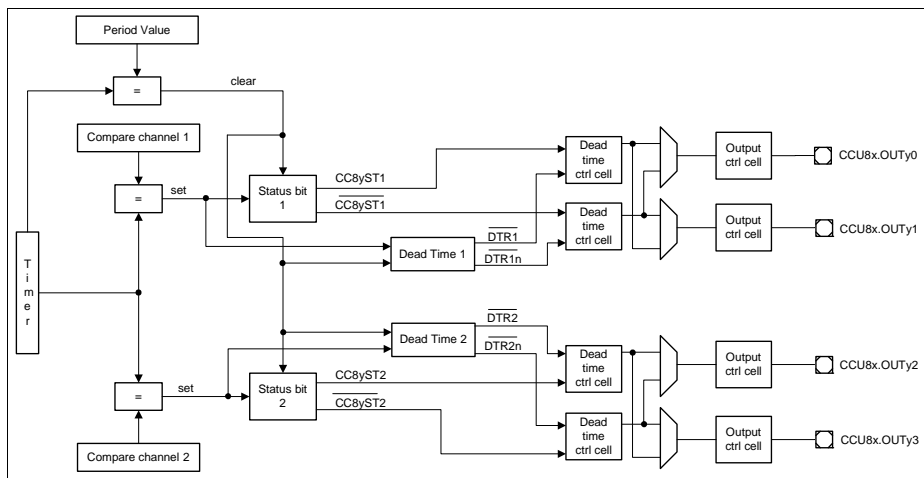 Period Value
=
clear
Compare channel 1
=
set
Status bit
1
CC8yST1
CC8yST1
Dead
time
ctrl cell
Output
ctrl cell
CCU8x.OUTy0
Dead
time
ctrl cell
Output
ctrl cell
CCU8x.OUTy1
Dead Time 1
DTR1
DTR1n
Timer
Dead Time 2
DTR2
DTR2n
=
set
Status bit
2
CC8yST2
CC8yST2
Dead
time
ctrl cell
Output
ctrl cell
CCU8x.OUTy2
Dead
time
ctrl cell
Output
ctrl cell
CCU8x.OUTy3
Compare channel 2